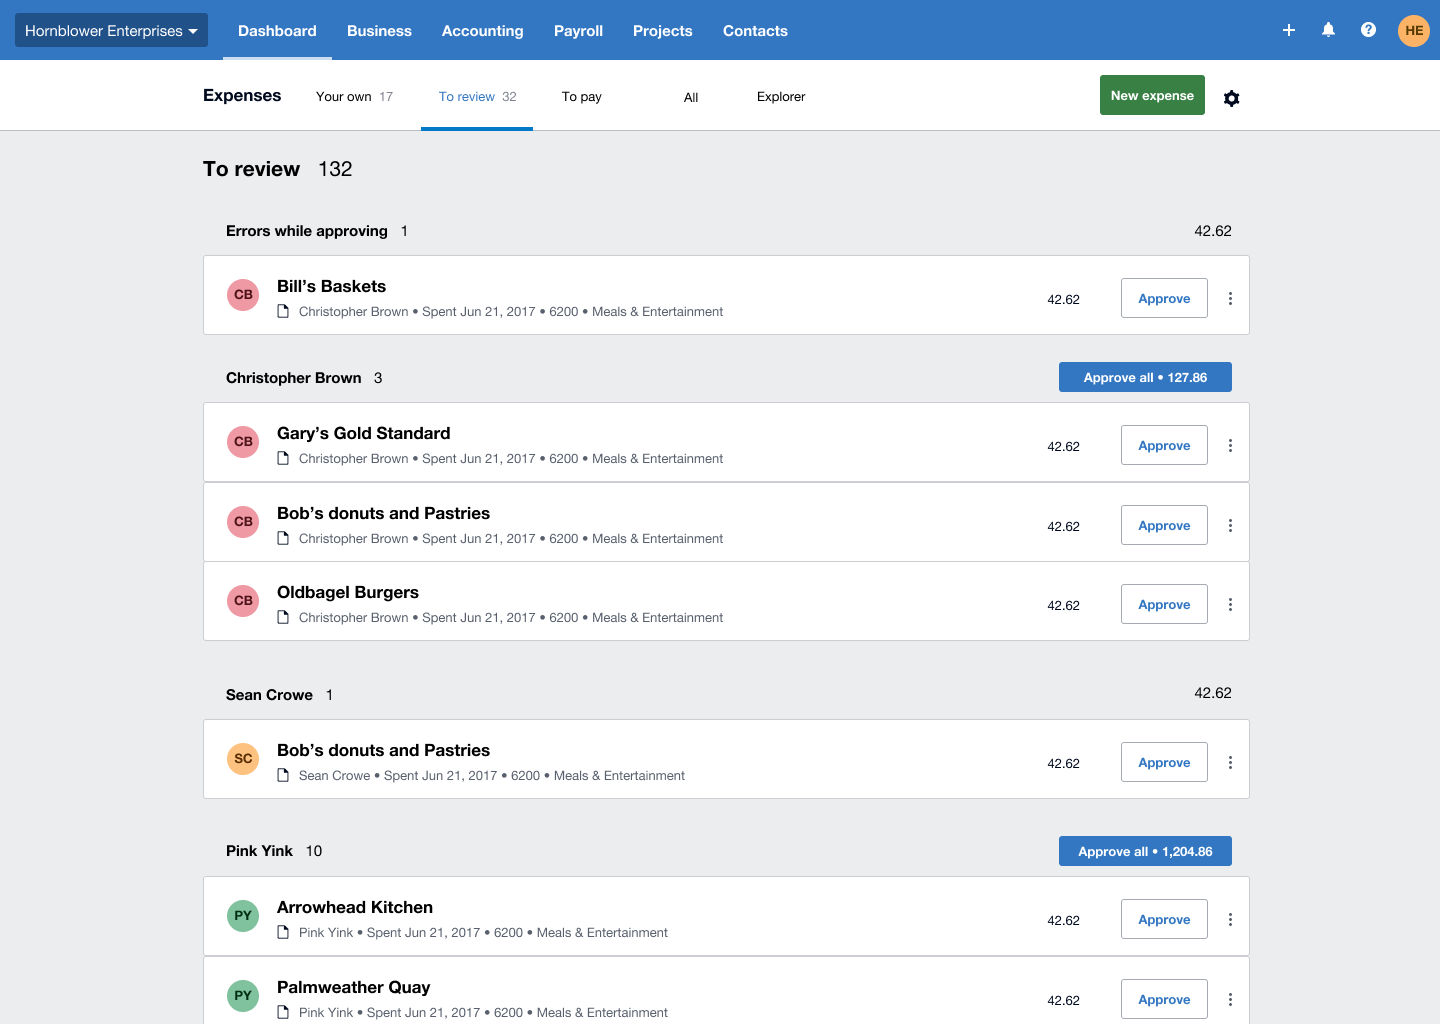 Hornblower Enterprises Dashboard Business Accounting Payroll Projects Contacts HE
Expenses Your own 17 To review 32 To pay All Explorer New expense
To review 132
Errors while approving 1 42.62
CB Bill’s Baskets 42.62 Approve
Christopher Brown • Spent Jun 21, 2017 • 6200 • Meals & Entertainment
Christopher Brown 3 Approve all • 127.86
CB Gary’s Gold Standard 42.62 Approve
Christopher Brown • Spent Jun 21, 2017 • 6200 • Meals & Entertainment
CB Bob’s donuts and Pastries 42.62 Approve
Christopher Brown • Spent Jun 21, 2017 • 6200 • Meals & Entertainment
CB Oldbagel Burgers 42.62 Approve
Christopher Brown • Spent Jun 21, 2017 • 6200 • Meals & Entertainment
Sean Crowe 1 42.62
SC Bob’s donuts and Pastries 42.62 Approve
Sean Crowe • Spent Jun 21, 2017 • 6200 • Meals & Entertainment
Pink Yink 10 Approve all • 1,204.86
PY Arrowhead Kitchen 42.62 Approve
Pink Yink • Spent Jun 21, 2017 • 6200 • Meals & Entertainment
PY Palmweather Quay 42.62 Approve
Pink Yink • Spent Jun 21, 2017 • 6200 • Meals & Entertainment